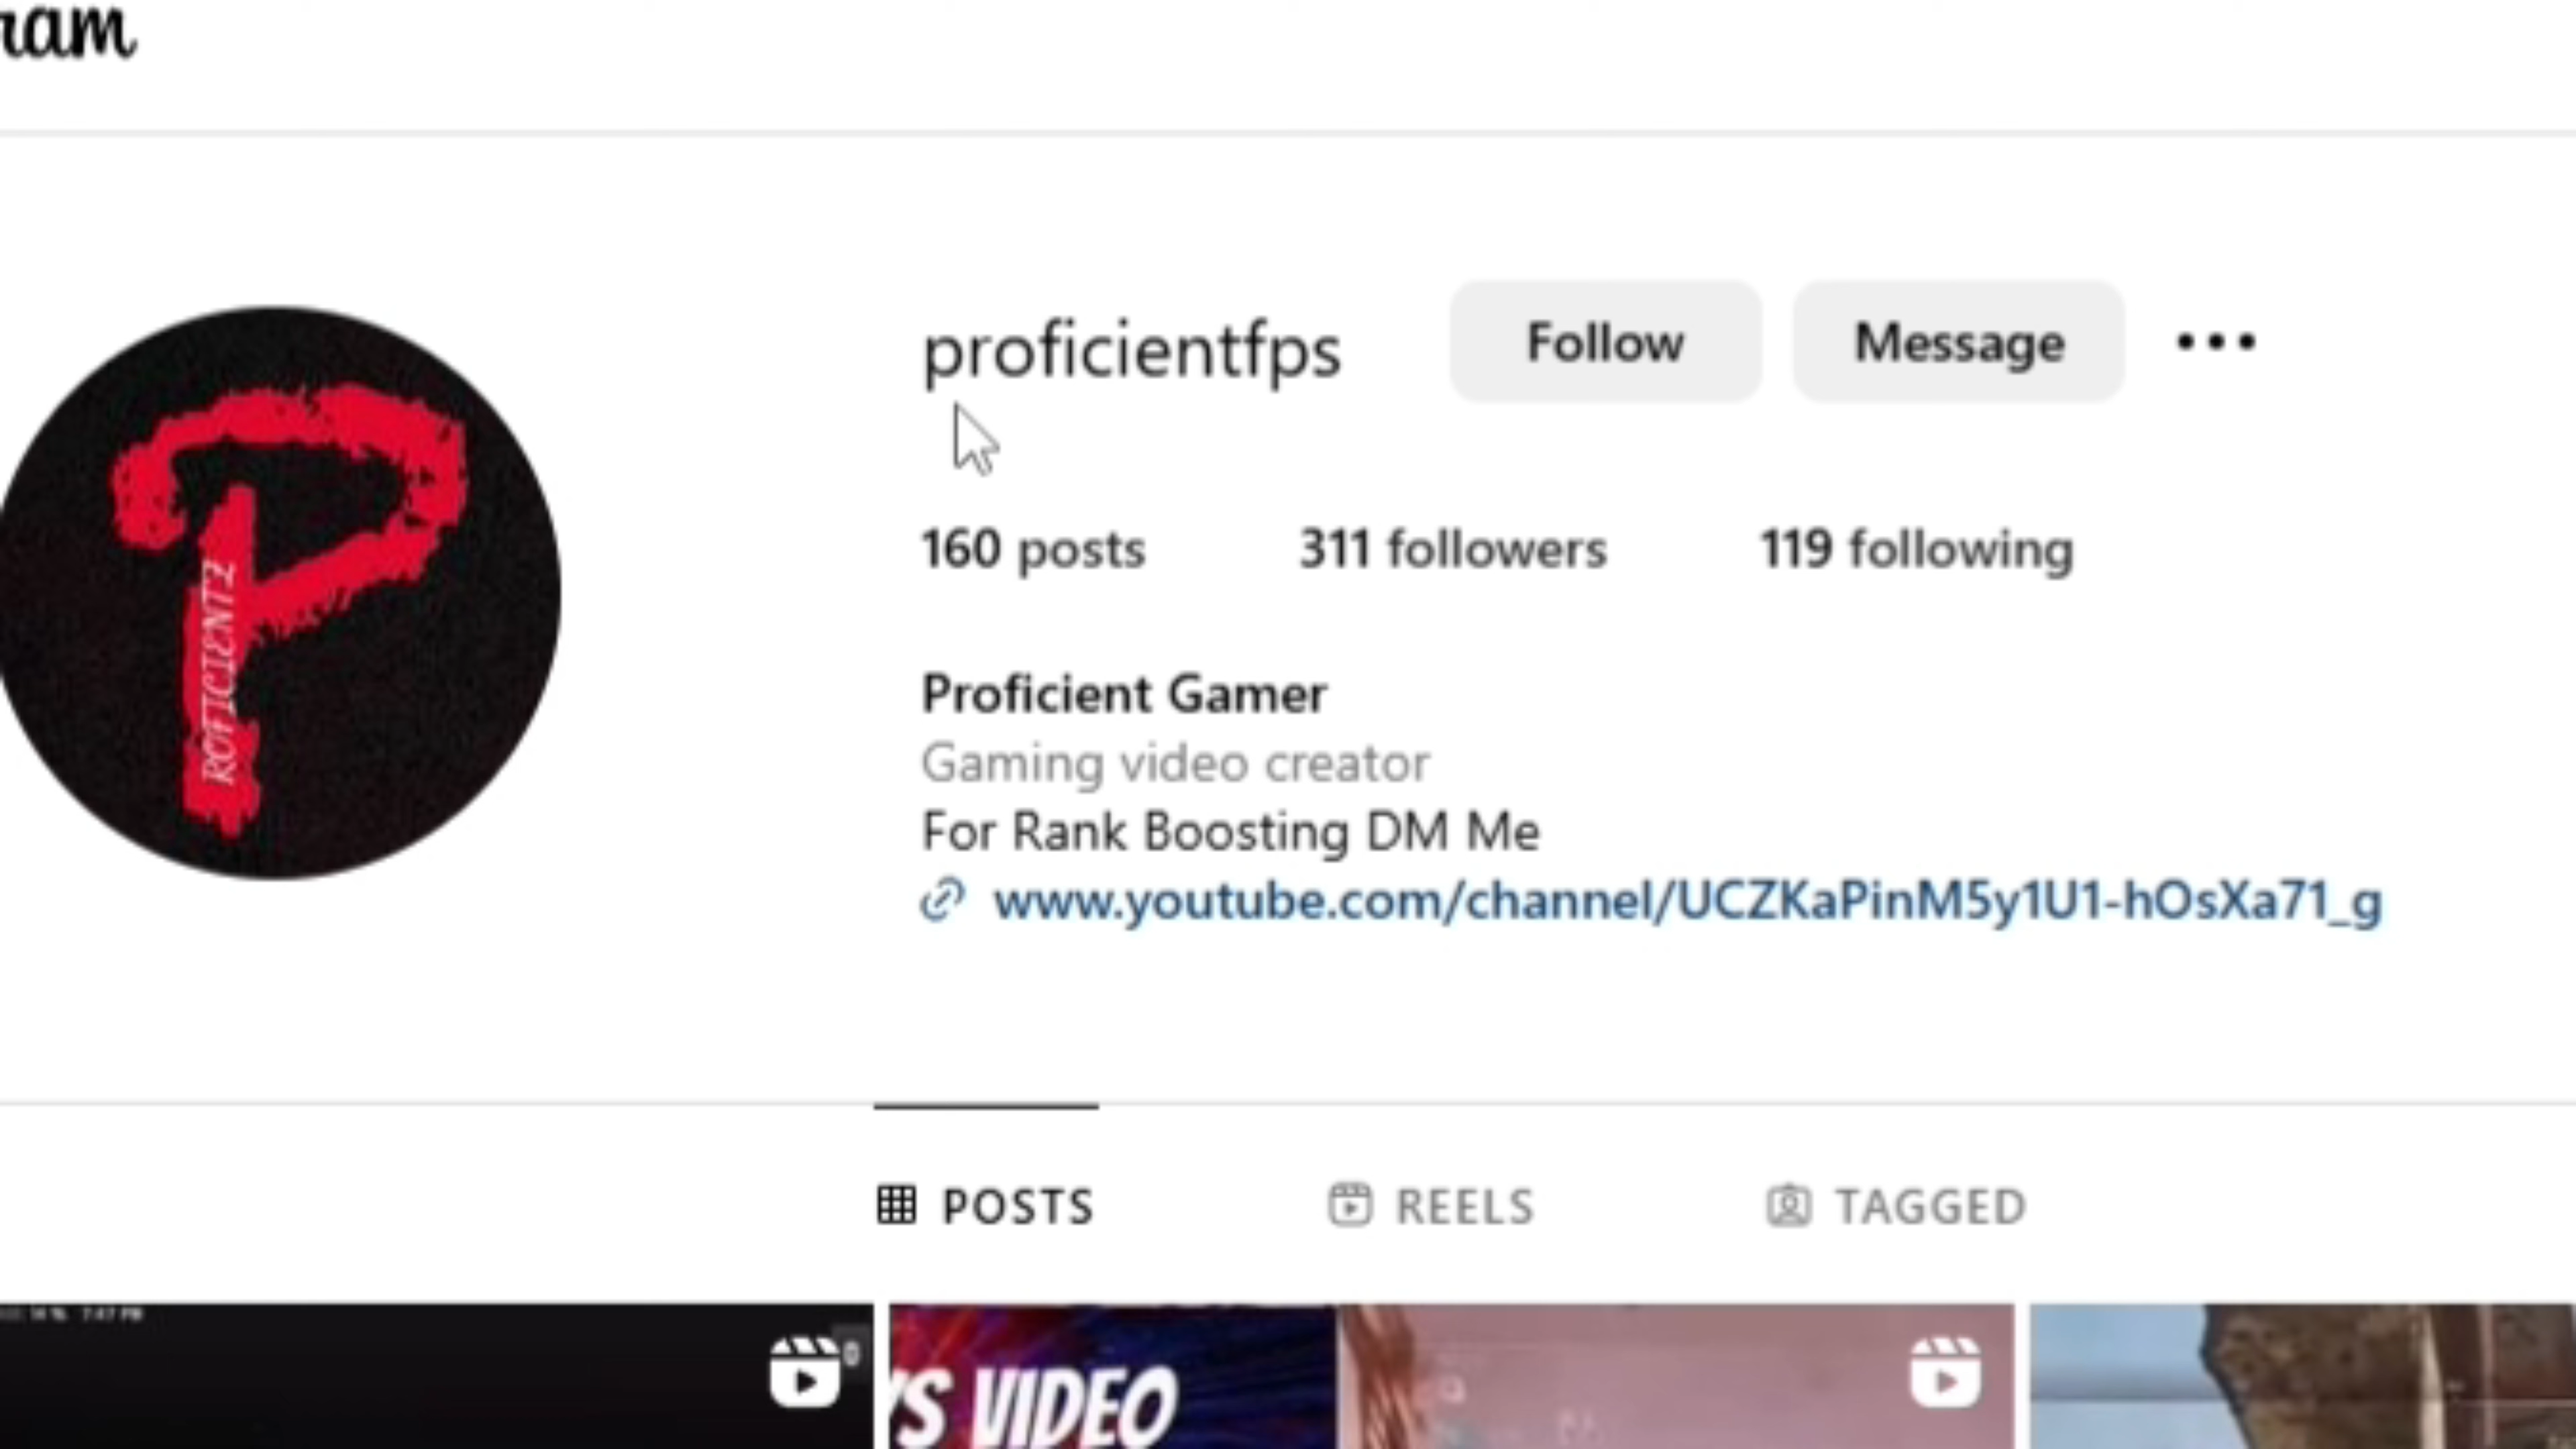 proficientfps Follow Message
160 posts 311 followers 119 following
ROFICIENTZ
Proficient Gamer
Gaming video creator
For Rank Boosting DM Me
www.youtube.com/channel/UCZKaPinM5y1U1-hOsXa71_g
POSTS REELS TAGGED
VIDEO